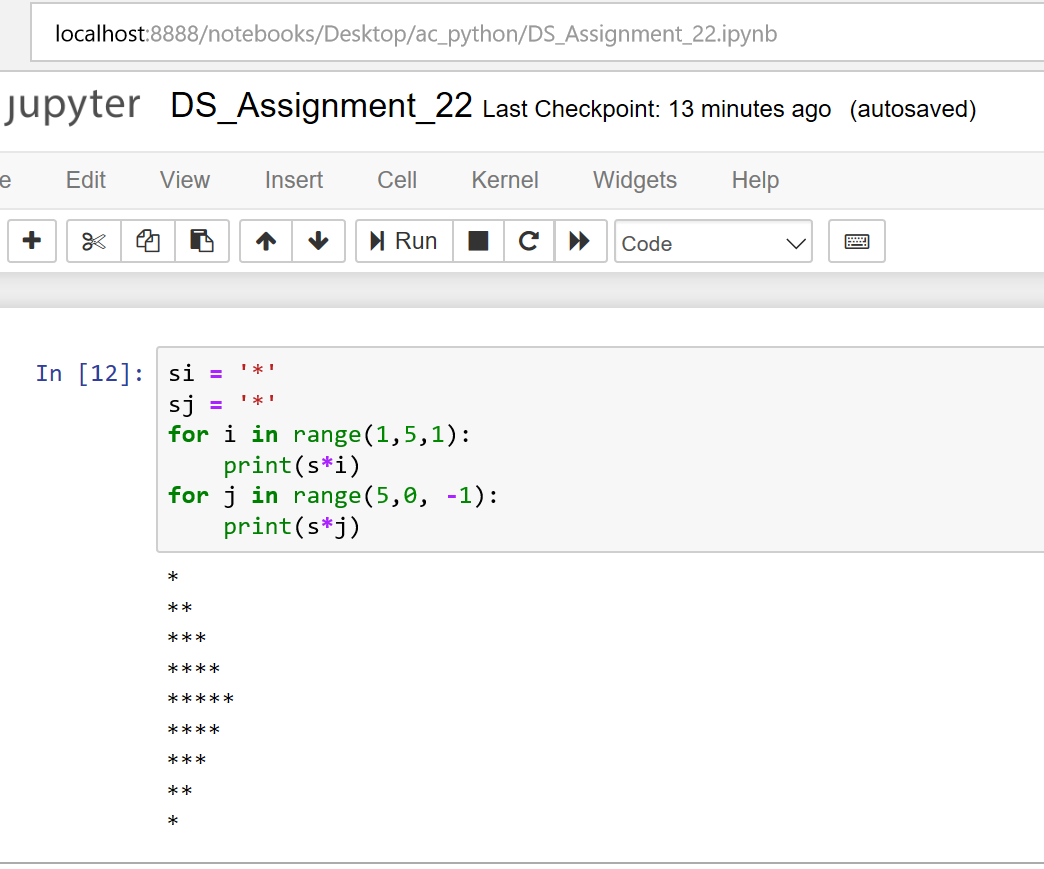 localhost:8888/notebooks/Desktop/ac_python/DS_Assignment_22.ipynb
jupyter DS_Assignment_22 Last Checkpoint: 13 minutes ago (autosaved)
e Edit View Insert Cell Kernel Widgets Help
Run Code
In [12]: si = '*'
sj = '*'
for i in range(1,5,1):
    print(s*i)
for j in range(5,0, -1):
    print(s*j)
*
**
***
****
*****
****
***
**
*